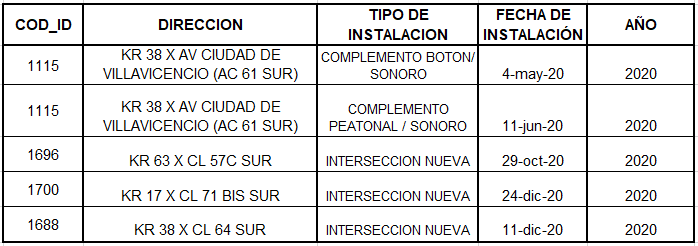 COD_ID DIRECCION TIPO DE INSTALACION FECHA DE INSTALACIÓN AÑO
1115 KR 38 X AV CIUDAD DE VILLAVICENCIO (AC 61 SUR) COMPLEMENTO BOTON/ SONORO 4-may-20 2020
1115 KR 38 X AV CIUDAD DE VILLAVICENCIO (AC 61 SUR) COMPLEMENTO PEATONAL / SONORO 11-jun-20 2020
1696 KR 63 X CL 57C SUR INTERSECCION NUEVA 29-oct-20 2020
1700 KR 17 X CL 71 BIS SUR INTERSECCION NUEVA 24-dic-20 2020
1688 KR 38 X CL 64 SUR INTERSECCION NUEVA 11-dic-20 2020